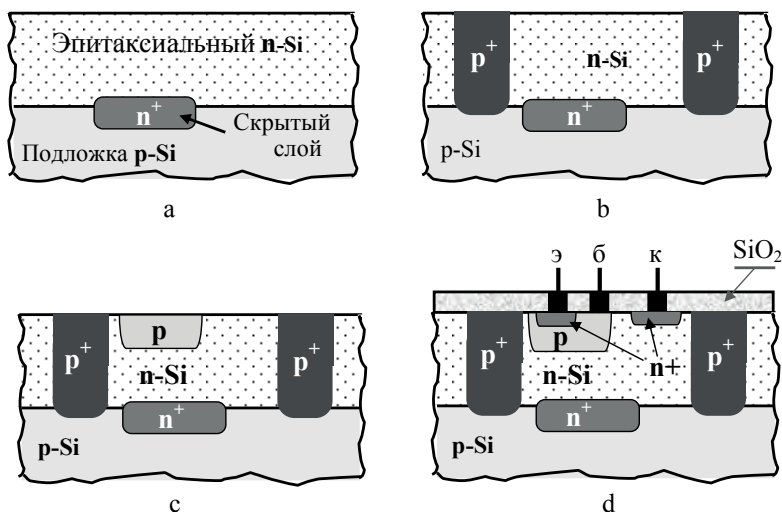 Эпитаксиальный n-Si
n+
Скрытый
слой
Подложка p-Si
a
p+
n-Si
p+
n+
p-Si
b
p
p+
n-Si
p+
n+
p-Si
c
э
б
к
SiO2
p+
p
n-Si
n+
p+
n+
p-Si
d